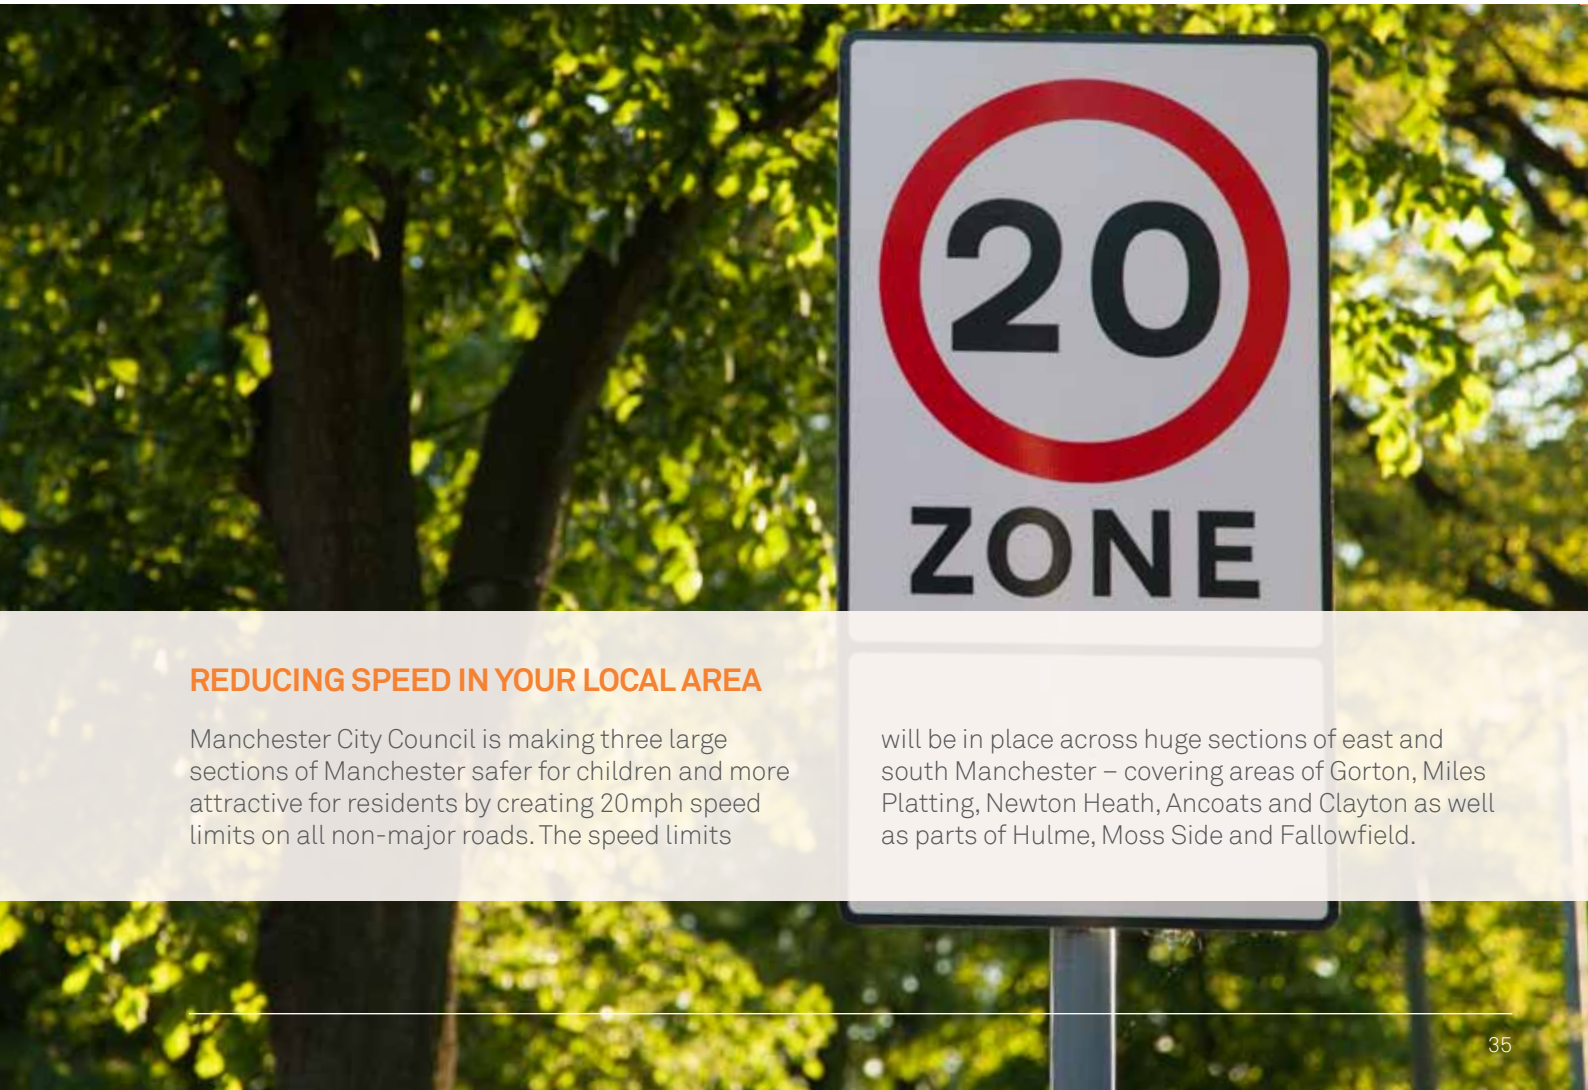 20
ZONE
REDUCING SPEED IN YOUR LOCAL AREA
Manchester City Council is making three large
sections of Manchester safer for children and more
attractive for residents by creating 20mph speed
limits on all non-major roads. The speed limits
will be in place across huge sections of east and
south Manchester – covering areas of Gorton, Miles
Platting, Newton Heath, Ancoats and Clayton as well
as parts of Hulme, Moss Side and Fallowfield.
35